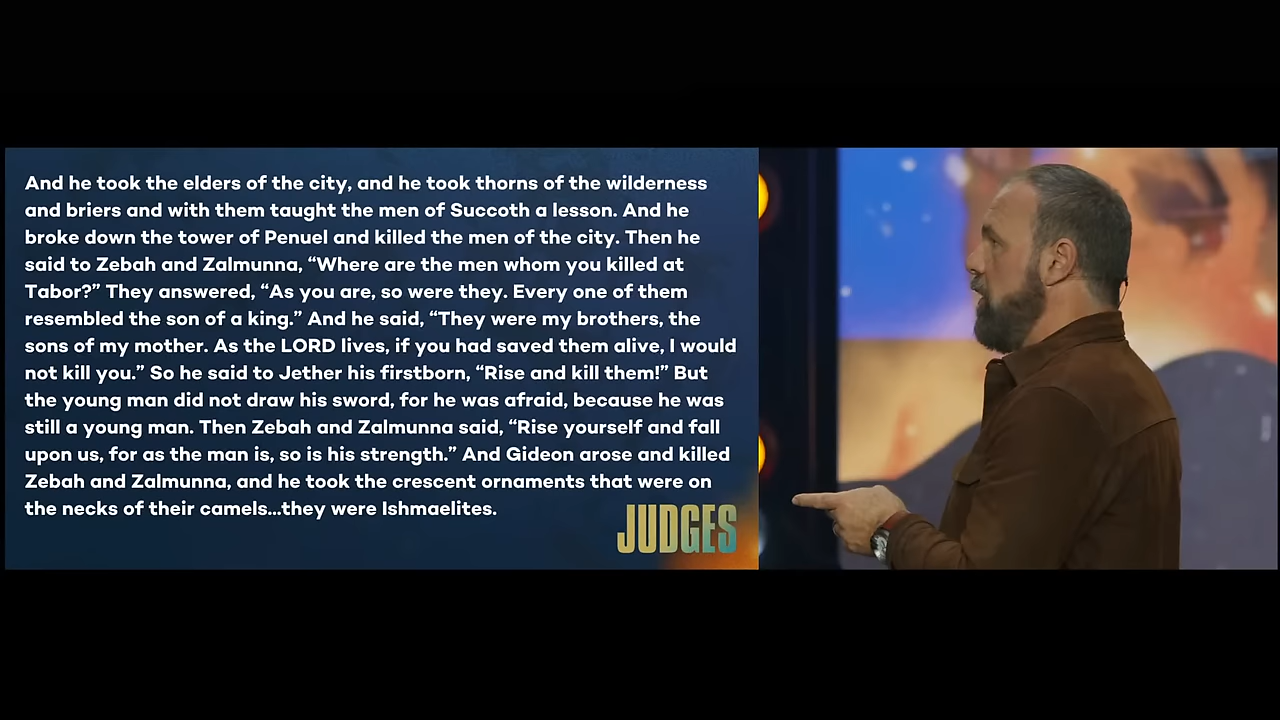 And he took the elders of the city, and he took thorns of the wilderness
and briers and with them taught the men of Succoth a lesson. And he
broke down the tower of Penuel and killed the men of the city. Then he
said to Zebah and Zalmunna, “Where are the men whom you killed at
Tabor?” They answered, “As you are, so were they. Every one of them
resembled the son of a king.” And he said, “They were my brothers, the
sons of my mother. As the LORD lives, if you had saved them alive, I would
not kill you.” So he said to Jether his firstborn, “Rise and kill them!” But
the young man did not draw his sword, for he was afraid, because he was
still a young man. Then Zebah and Zalmunna said, “Rise yourself and fall
upon us, for as the man is, so is his strength.” And Gideon arose and killed
Zebah and Zalmunna, and he took the crescent ornaments that were on
the necks of their camels...they were Ishmaelites.
JUDGES